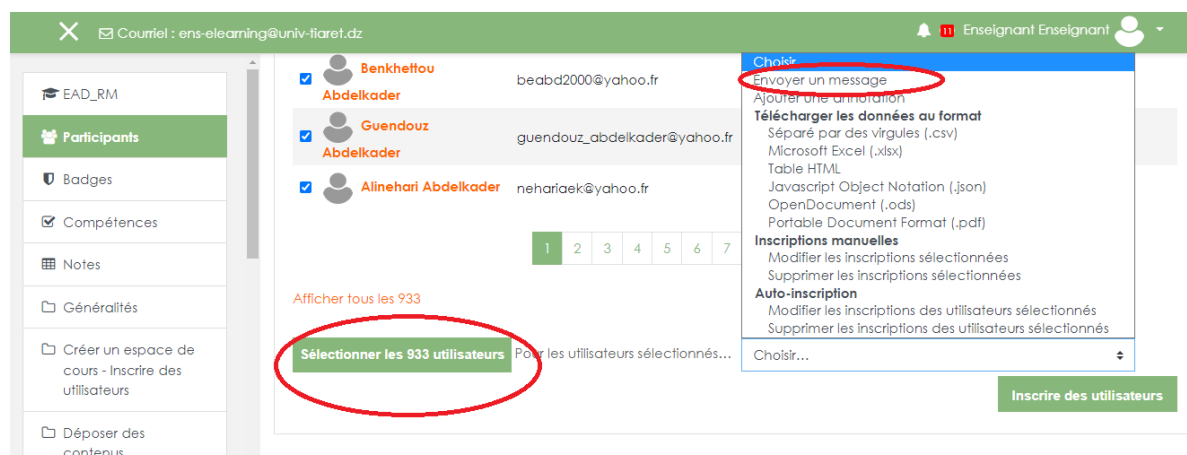 Courriel : ens-elearning@univ-tiaret.dz
11 Enseignant Enseignant
EAD_RM
Participants
Badges
Compétences
Notes
Généralités
Créer un espace de
cours - Inscrire des
utilisateurs
Déposer des
contenus
Benkhettou
Abdelkader
beabd2000@yahoo.fr
Guendouz
Abdelkader
guendouz_abdelkader@yahoo.fr
Alinehari Abdelkader
nehariaek@yahoo.fr
1 2 3 4 5 6 7
Afficher tous les 933
Sélectionner les 933 utilisateurs
Pour les utilisateurs sélectionnés...
Choisir...
Envoyer un message
Ajouter une annotation
Télécharger les données au format
Séparé par des virgules (.csv)
Microsoft Excel (.xlsx)
Table HTML
Javascript Object Notation (.json)
OpenDocument (.ods)
Portable Document Format (.pdf)
Inscriptions manuelles
Modifier les inscriptions sélectionnées
Supprimer les inscriptions sélectionnées
Auto-inscription
Modifier les inscriptions des utilisateurs sélectionnés
Supprimer les inscriptions des utilisateurs sélectionnés
Choisir...
Inscrire des utilisateurs